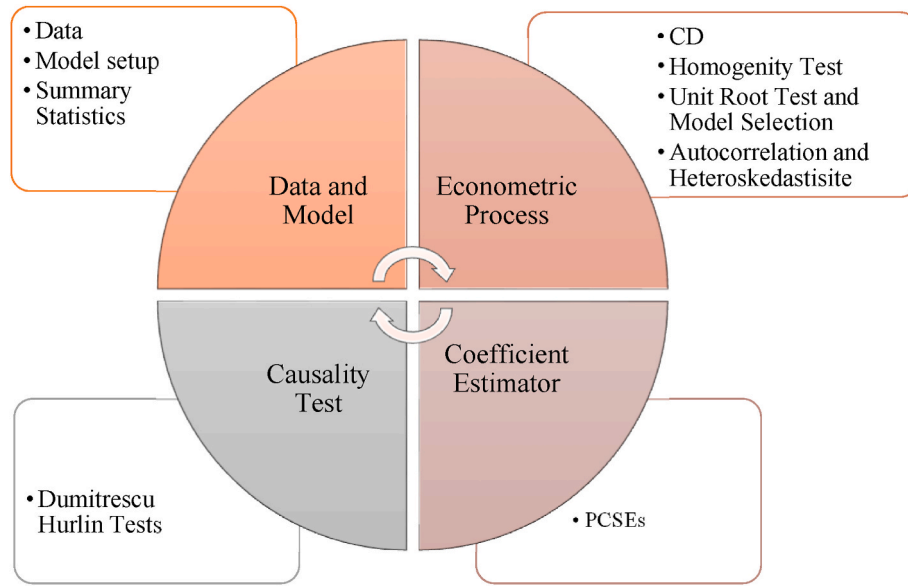 • Data
• Model setup
• Summary
Statistics
• CD
• Homogenity Test
• Unit Root Test and
Model Selection
• Autocorrelation and
Heteroskedastisite
Data and
Model
Econometric
Process
Causality
Test
Coefficient
Estimator
• Dumitrescu
Hurlin Tests
• PCSEs